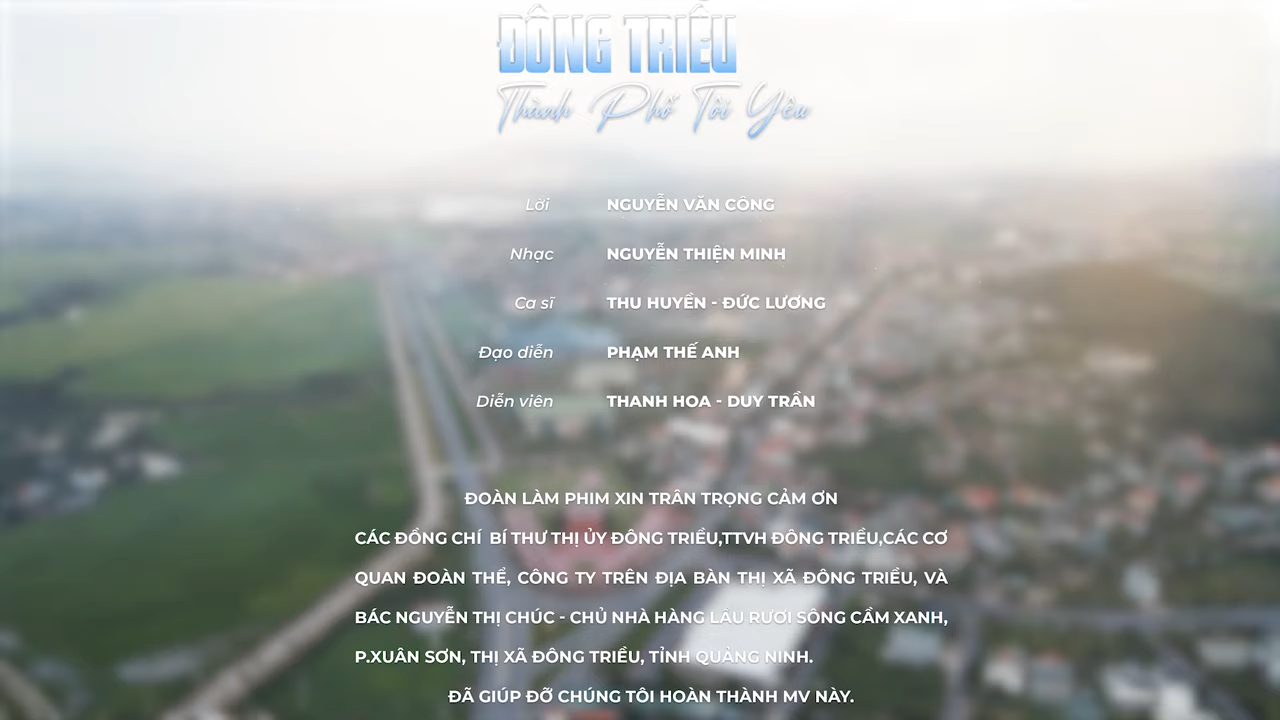 ĐÔNG TRIỀU
Thành Phố Tôi Yêu
Lời NGUYỄN VĂN CÔNG
Nhạc NGUYỄN THIỆN MINH
Ca sĩ THU HUYỀN - ĐỨC LƯƠNG
Đạo diễn PHẠM THẾ ANH
Diễn viên THANH HOA - DUY TRẦN
ĐOÀN LÀM PHIM XIN TRÂN TRỌNG CẢM ƠN
CÁC ĐỒNG CHÍ BÍ THƯ THỊ ỦY ĐÔNG TRIỀU,TTVH ĐÔNG TRIỀU,CÁC CƠ
QUAN ĐOÀN THỂ, CÔNG TY TRÊN ĐỊA BÀN THỊ XÃ ĐÔNG TRIỀU, VÀ
BÁC NGUYỄN THỊ CHÚC - CHỦ NHÀ HÀNG LẨU RƯƠI SÔNG CẦM XANH,
P.XUÂN SƠN, THỊ XÃ ĐÔNG TRIỀU, TỈNH QUẢNG NINH.
ĐÃ GIÚP ĐỠ CHÚNG TÔI HOÀN THÀNH MV NÀY.